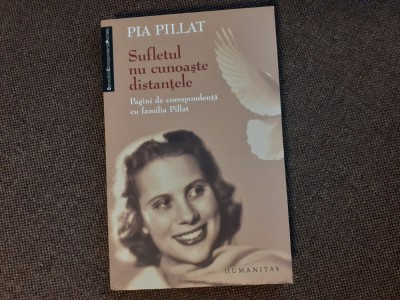 PIA PILLAT
Sufletul
nu cunoaște
distanțele
Pagini de corespondență
cu familia Pillat
HUMANITAS